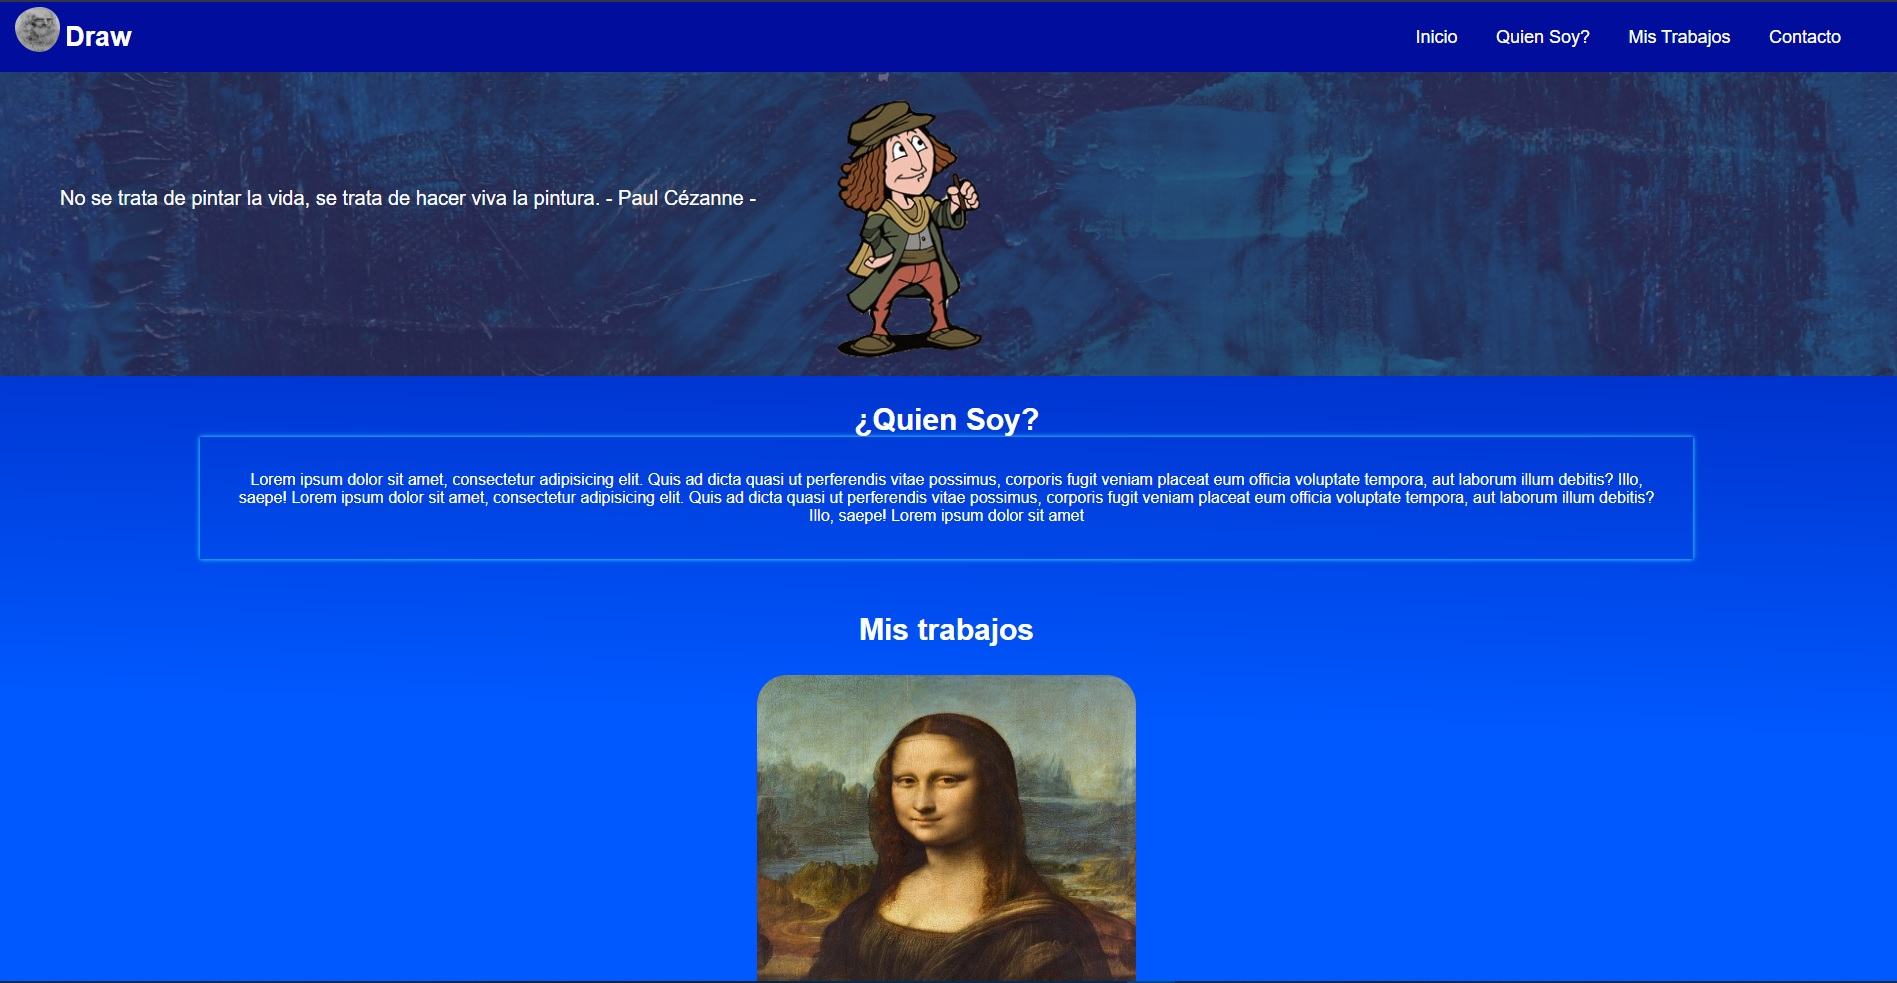 Draw
Inicio
Quien Soy?
Mis Trabajos
Contacto
No se trata de pintar la vida, se trata de hacer viva la pintura. - Paul Cézanne -
¿Quien Soy?
Lorem ipsum dolor sit amet, consectetur adipisicing elit. Quis ad dicta quasi ut perferendis vitae possimus, corporis fugit veniam placeat eum officia voluptate tempora, aut laborum illum debitis? Illo,
saepe! Lorem ipsum dolor sit amet, consectetur adipisicing elit. Quis ad dicta quasi ut perferendis vitae possimus, corporis fugit veniam placeat eum officia voluptate tempora, aut laborum illum debitis?
Illo, saepe! Lorem ipsum dolor sit amet
Mis trabajos